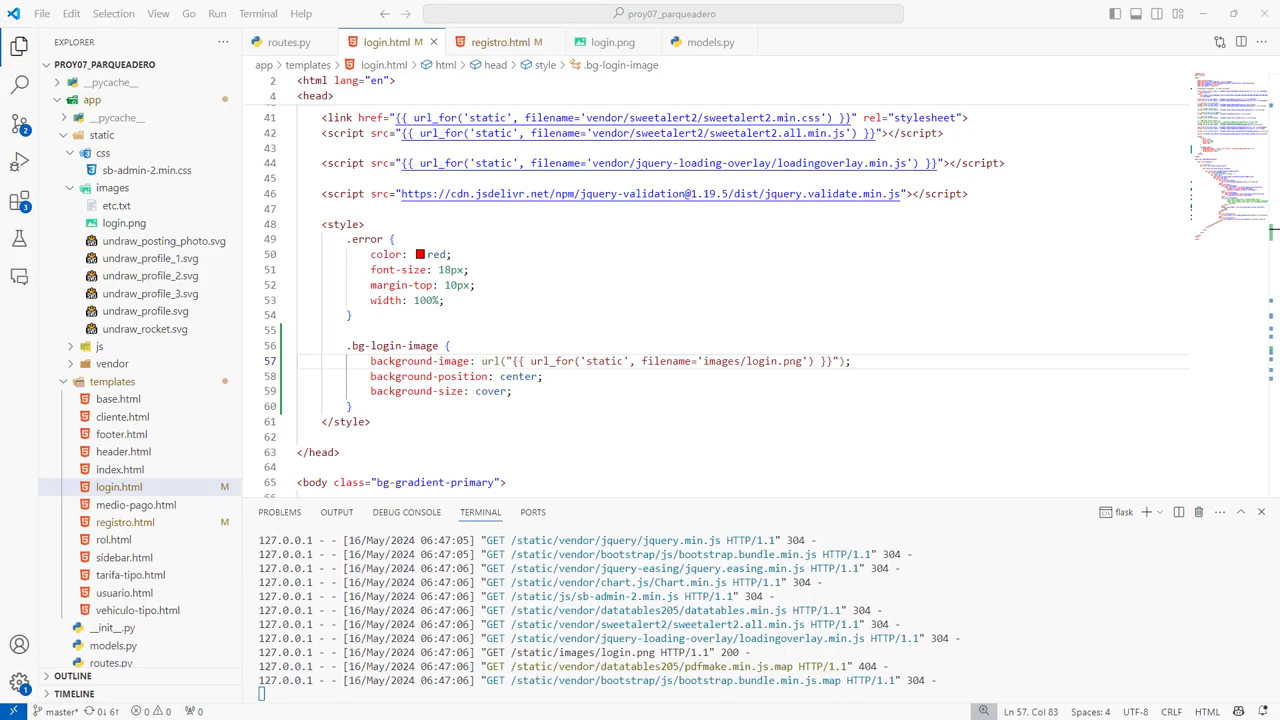 File Edit Selection View Go Run Terminal Help
proy07_parqueadero
EXPLORER
routes.py
login.html M
registro.html M
login.png
models.py
PROY07_PARQUEADERO
app > templates > login.html > html > head > style > .bg-login-image
__pycache__
app
__pycache__
static
css
sb-admin-2.min.css
images
etc.txt
login.png
undraw_posting_photo.svg
undraw_profile_1.svg
undraw_profile_2.svg
undraw_profile_3.svg
undraw_profile.svg
undraw_rocket.svg
js
vendor
templates
base.html
cliente.html
footer.html
header.html
index.html
login.html M
medio-pago.html
registro.html M
rol.html
sidebar.html
tarifa-tipo.html
usuario.html
vehiculo-tipo.html
__init__.py
models.py
routes.py
OUTLINE
TIMELINE
2 <html lang="en">
4 <head>
41 <link href="{{ url_for('static', filename='vendor/sweetalert2/sweetalert2.min.css') }}" rel="stylesh
42 <script src="{{ url_for('static', filename='vendor/sweetalert2/sweetalert2.all.min.js') }}"></script>
43
44 <script src="{{ url_for('static', filename='vendor/jquery-loading-overlay/loadingoverlay.min.js') }}"></script>
45
46 <script src="https://cdn.jsdelivr.net/npm/jquery-validation@1.19.5/dist/jquery.validate.min.js"></script>
47
48 <style>
49 .error {
50 color: red;
51 font-size: 18px;
52 margin-top: 10px;
53 width: 100%;
54 }
55
56 .bg-login-image {
57 background-image: url("{{ url_for('static', filename='images/login.png') }}");
58 background-position: center;
59 background-size: cover;
60 }
61 </style>
62
63 </head>
64
65 <body class="bg-gradient-primary">
66
PROBLEMS OUTPUT DEBUG CONSOLE TERMINAL PORTS
flask
127.0.0.1 - - [16/May/2024 06:47:05] "GET /static/vendor/jquery/jquery.min.js HTTP/1.1" 304 -
127.0.0.1 - - [16/May/2024 06:47:06] "GET /static/vendor/bootstrap/js/bootstrap.bundle.min.js HTTP/1.1" 304 -
127.0.0.1 - - [16/May/2024 06:47:06] "GET /static/vendor/jquery-easing/jquery.easing.min.js HTTP/1.1" 304 -
127.0.0.1 - - [16/May/2024 06:47:06] "GET /static/vendor/chart.js/Chart.min.js HTTP/1.1" 304 -
127.0.0.1 - - [16/May/2024 06:47:06] "GET /static/js/sb-admin-2.min.js HTTP/1.1" 304 -
127.0.0.1 - - [16/May/2024 06:47:06] "GET /static/vendor/datatables205/datatables.min.js HTTP/1.1" 304 -
127.0.0.1 - - [16/May/2024 06:47:06] "GET /static/vendor/sweetalert2/sweetalert2.all.min.js HTTP/1.1" 304 -
127.0.0.1 - - [16/May/2024 06:47:06] "GET /static/vendor/jquery-loading-overlay/loadingoverlay.min.js HTTP/1.1" 304 -
127.0.0.1 - - [16/May/2024 06:47:06] "GET /static/images/login.png HTTP/1.1" 200 -
127.0.0.1 - - [16/May/2024 06:47:06] "GET /static/vendor/datatables205/pdfmake.min.js.map HTTP/1.1" 404 -
127.0.0.1 - - [16/May/2024 06:47:06] "GET /static/vendor/bootstrap/js/bootstrap.bundle.min.js.map HTTP/1.1" 304 -
master* 0↓ 6↑ 0 0 0
Ln 57, Col 83 Spaces: 4 UTF-8 CRLF HTML